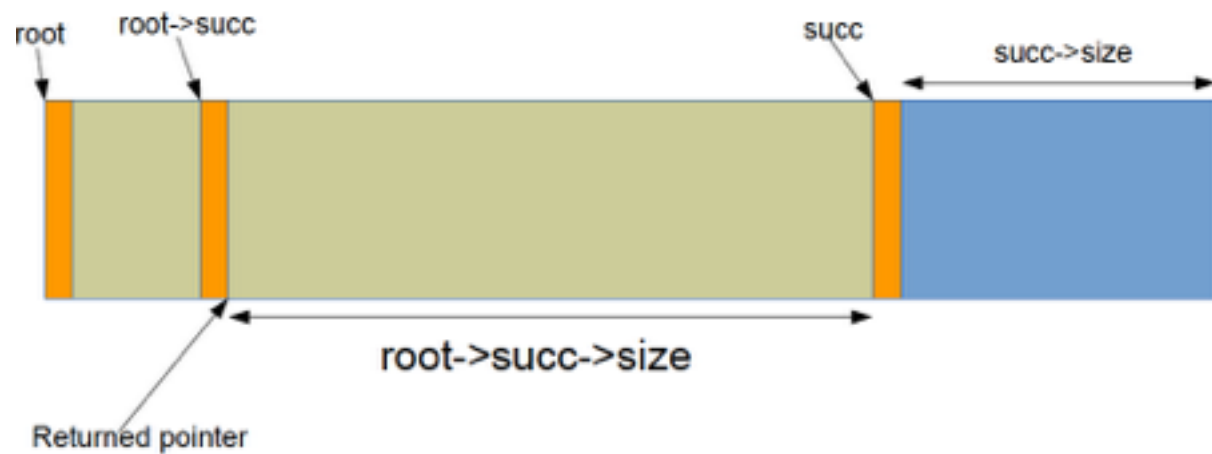 root
root->succ
succ
succ->size
root->succ->size
Returned pointer